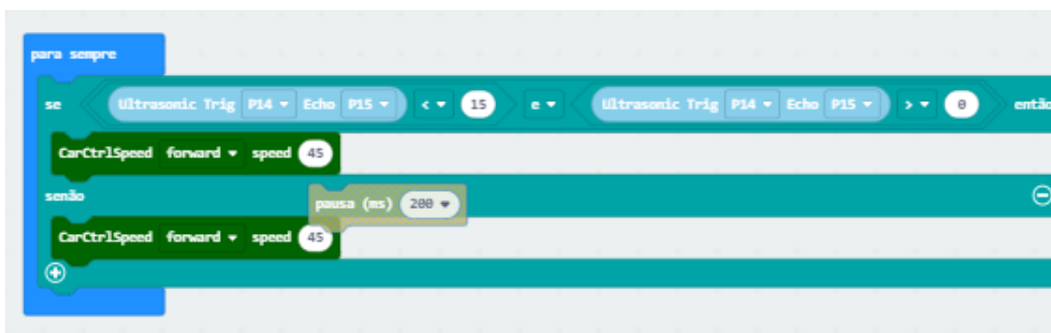 para sempre
se Ultrasonic Trig P14 Echo P15 < 15 e Ultrasonic Trig P14 Echo P15 > 0 então
CarCtrlSpeed forward speed 45
senão
pausa (ms) 200
CarCtrlSpeed forward speed 45